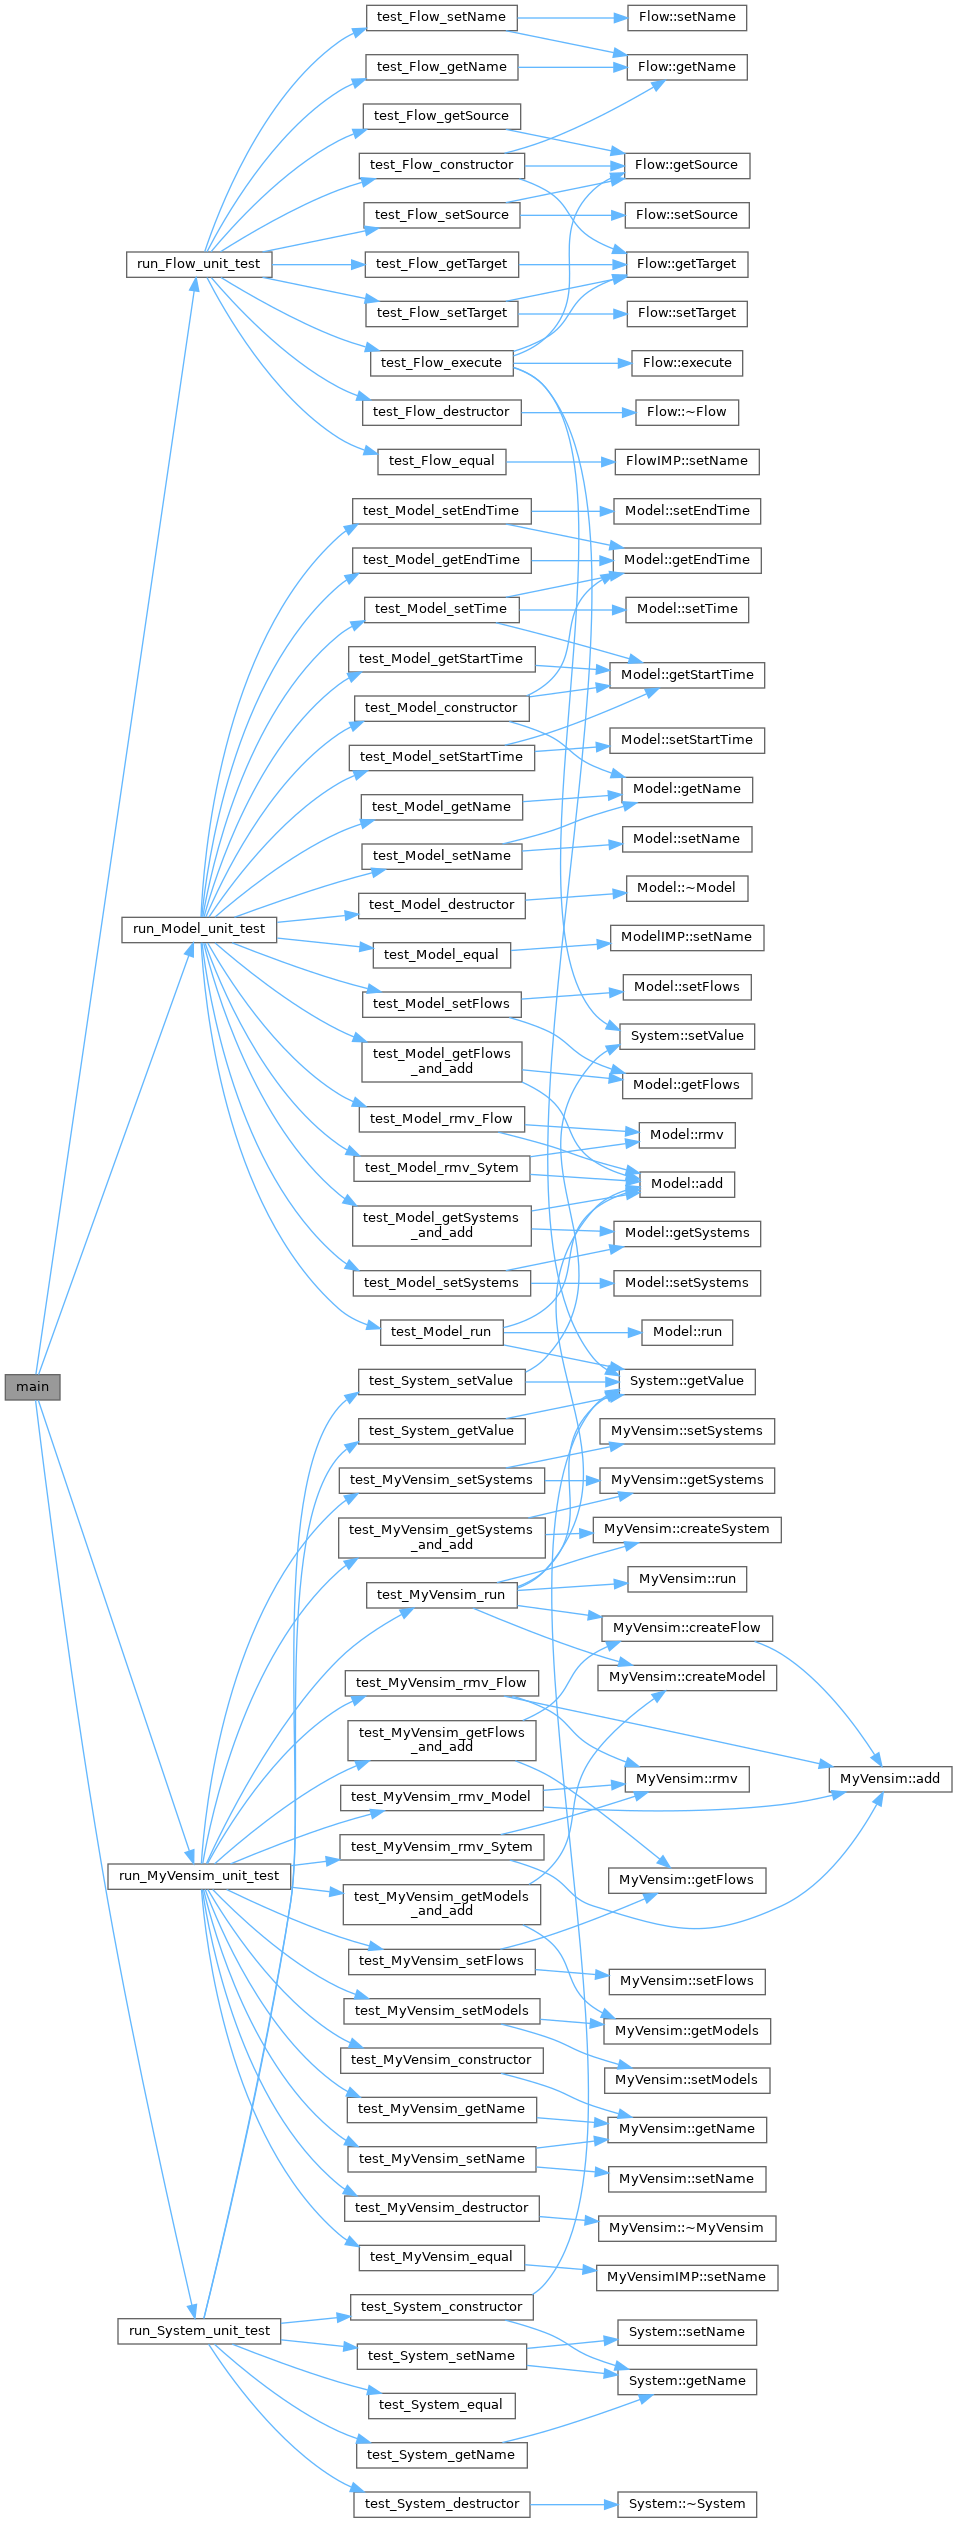 main
run_Flow_unit_test
run_Model_unit_test
run_MyVensim_unit_test
run_System_unit_test
test_Flow_setName
test_Flow_getName
test_Flow_getSource
test_Flow_constructor
test_Flow_setSource
test_Flow_getTarget
test_Flow_setTarget
test_Flow_execute
test_Flow_destructor
test_Flow_equal
test_Model_setEndTime
test_Model_getEndTime
test_Model_setTime
test_Model_getStartTime
test_Model_constructor
test_Model_setStartTime
test_Model_getName
test_Model_setName
test_Model_destructor
test_Model_equal
test_Model_setFlows
test_Model_getFlows
_and_add
test_Model_rmv_Flow
test_Model_rmv_Sytem
test_Model_getSystems
_and_add
test_Model_setSystems
test_Model_run
test_System_setValue
test_System_getValue
test_MyVensim_setSystems
test_MyVensim_getSystems
_and_add
test_MyVensim_run
test_MyVensim_rmv_Flow
test_MyVensim_getFlows
_and_add
test_MyVensim_rmv_Model
test_MyVensim_rmv_Sytem
test_MyVensim_getModels
_and_add
test_MyVensim_setFlows
test_MyVensim_setModels
test_MyVensim_constructor
test_MyVensim_getName
test_MyVensim_setName
test_MyVensim_destructor
test_MyVensim_equal
test_System_constructor
test_System_setName
test_System_equal
test_System_getName
test_System_destructor
Flow::setName
Flow::getName
Flow::getSource
Flow::setSource
Flow::getTarget
Flow::setTarget
Flow::execute
Flow::~Flow
FlowIMP::setName
Model::setEndTime
Model::getEndTime
Model::setTime
Model::getStartTime
Model::setStartTime
Model::getName
Model::setName
Model::~Model
ModelIMP::setName
Model::setFlows
System::setValue
Model::getFlows
Model::rmv
Model::add
Model::getSystems
Model::setSystems
Model::run
System::getValue
MyVensim::setSystems
MyVensim::getSystems
MyVensim::createSystem
MyVensim::run
MyVensim::createFlow
MyVensim::createModel
MyVensim::rmv
MyVensim::add
MyVensim::getFlows
MyVensim::setFlows
MyVensim::getModels
MyVensim::setModels
MyVensim::getName
MyVensim::setName
MyVensim::~MyVensim
MyVensimIMP::setName
System::setName
System::getName
System::~System